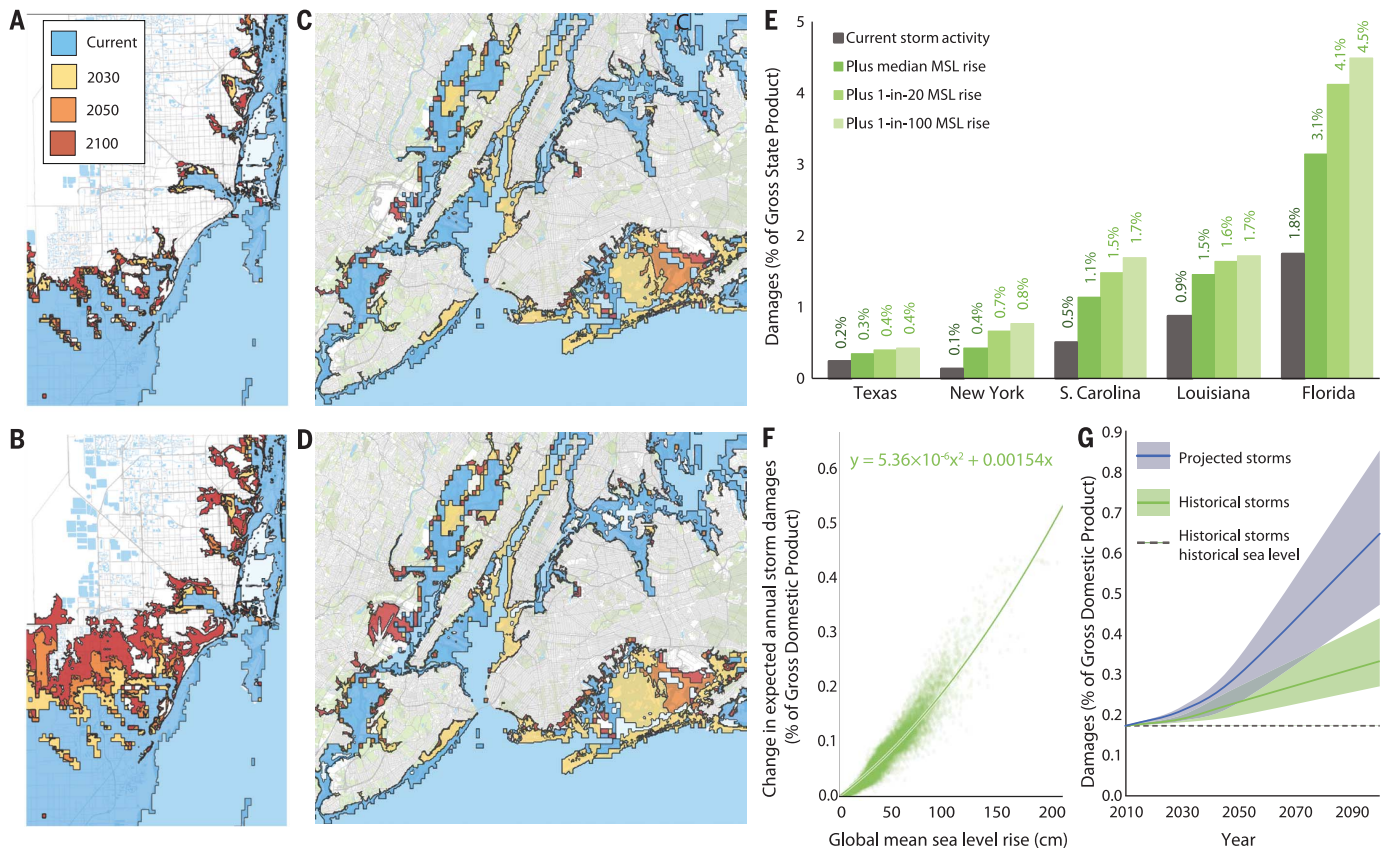 A
Current
2030
2050
2100
B
C
C
D
E
Damages (% of Gross State Product)
5
4
3
2
1
0
Current storm activity
Plus median MSL rise
Plus 1-in-20 MSL rise
Plus 1-in-100 MSL rise
0.2%
0.3%
0.4%
0.4%
0.1%
0.4%
0.7%
0.8%
0.5%
1.1%
1.5%
1.7%
0.9%
1.5%
1.6%
1.7%
1.8%
3.1%
4.1%
4.5%
Texas
New York
S. Carolina
Louisiana
Florida
F
Change in expected annual storm damages
(% of Gross Domestic Product)
0.6
0.5
0.4
0.3
0.2
0.1
0.0
y = 5.36×10⁻⁶x² + 0.00154x
0
50
100
150
200
Global mean sea level rise (cm)
G
Damages (% of Gross Domestic Product)
0.9
0.8
0.7
0.6
0.5
0.4
0.3
0.2
0.1
0.0
Projected storms
Historical storms
Historical storms
historical sea level
2010
2030
2050
2070
2090
Year